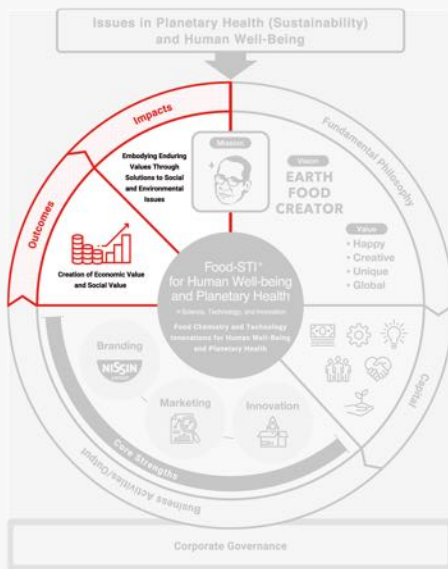 Issues in Planetary Health (Sustainability)
and Human Well-Being
Impacts
Embodying Enduring
Values Through
Solutions to Social
and Environmental
Issues
Outcomes
Creation of Economic Value
and Social Value
Mission
Fundamental Philosophy
Vision
EARTH
FOOD
CREATOR
Value
• Happy
• Creative
• Unique
• Global
Food-STI*
for Human Well-being
and Planetary Health
* Science, Technology, and Innovation
Food Chemistry and Technology
Innovations for Human Well-Being
and Planetary Health
Capital
Branding
NISSIN
Marketing
Innovation
Core Strengths
Business Activities/Output
Corporate Governance